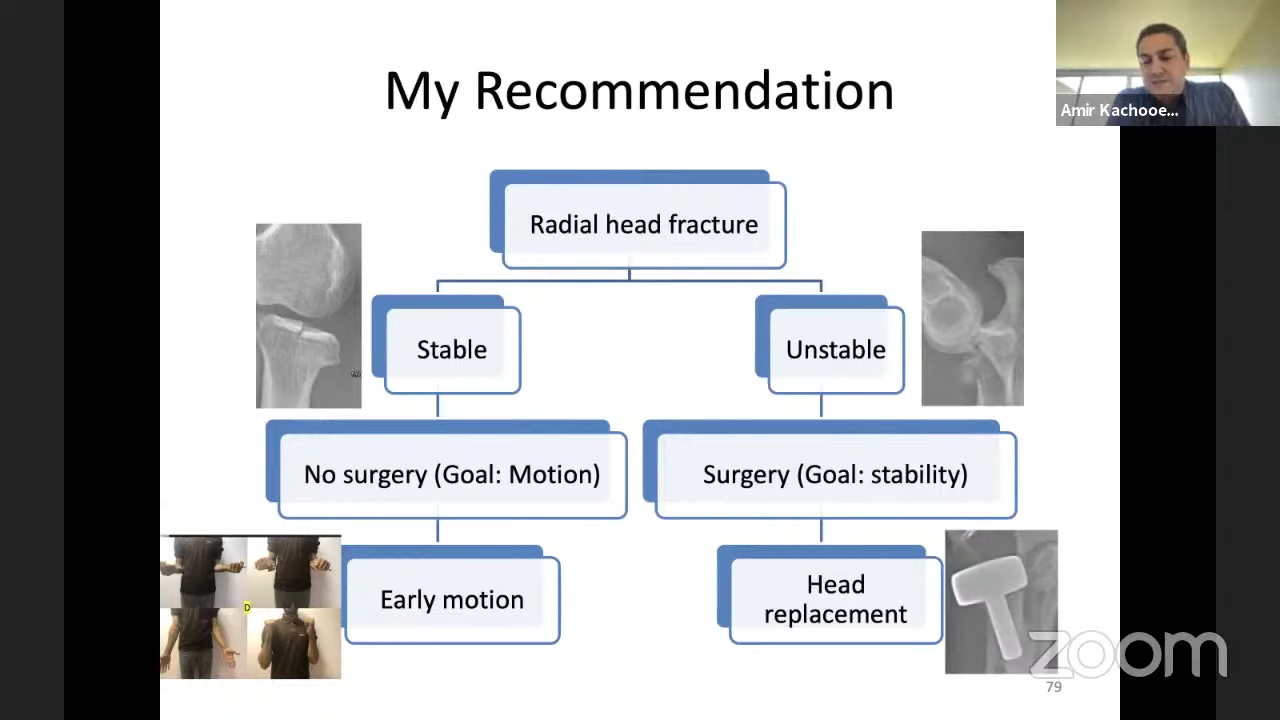 My Recommendation
Amir Kachooe...
Radial head fracture
Stable
Unstable
No surgery (Goal: Motion)
Surgery (Goal: stability)
Early motion
Head
replacement
D
zoom
79